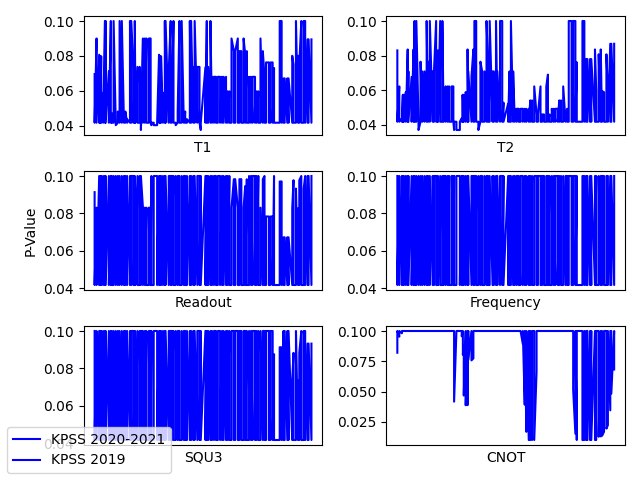 0.10 0.10
0.08 0.08
0.06 0.06
0.04 0.04
T1 T2
0.10 0.10
0.08 0.08
0.06 0.06
0.04 0.04
P-Value
Readout Frequency
0.10 0.100
0.08 0.075
0.06 0.050
0.04 0.025
SQU3 CNOT
KPSS 2020-2021
KPSS 2019